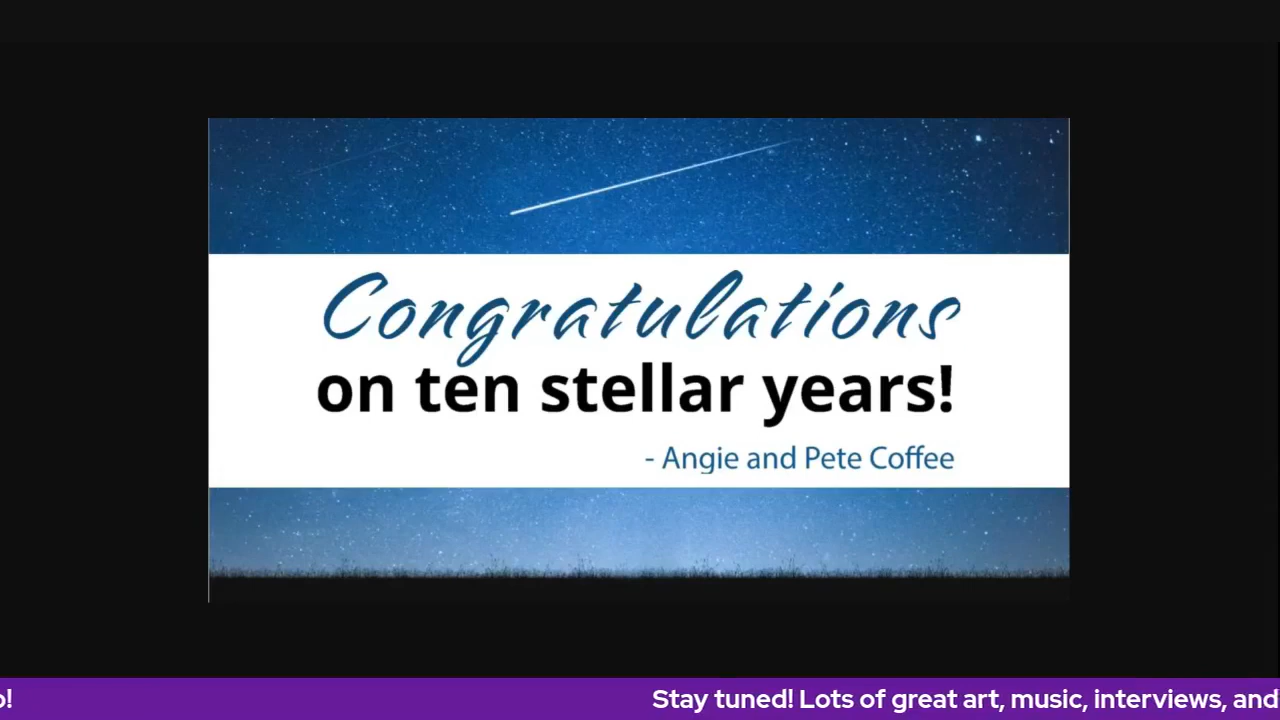 Congratulations
on ten stellar years!
- Angie and Pete Coffee
Stay tuned! Lots of great art, music, interviews, and